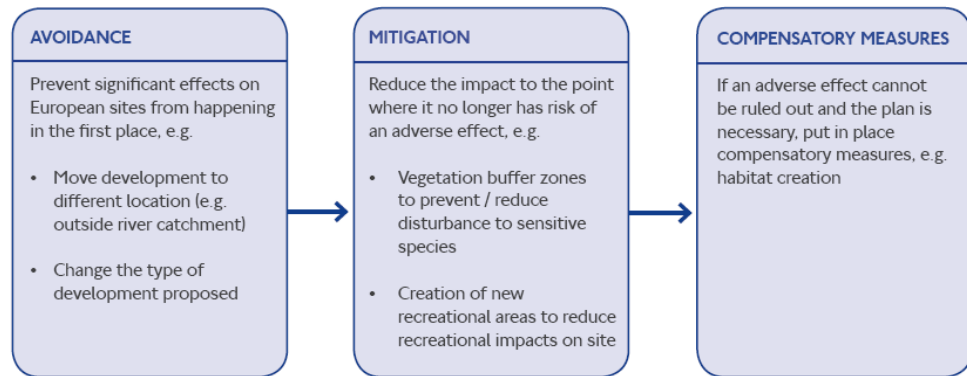 AVOIDANCE
Prevent significant effects on
European sites from happening
in the first place, e.g.
• Move development to
different location (e.g.
outside river catchment)
• Change the type of
development proposed
MITIGATION
Reduce the impact to the point
where it no longer has risk of
an adverse effect, e.g.
• Vegetation buffer zones
to prevent / reduce
disturbance to sensitive
species
• Creation of new
recreational areas to reduce
recreational impacts on site
COMPENSATORY MEASURES
If an adverse effect cannot
be ruled out and the plan is
necessary, put in place
compensatory measures, e.g.
habitat creation